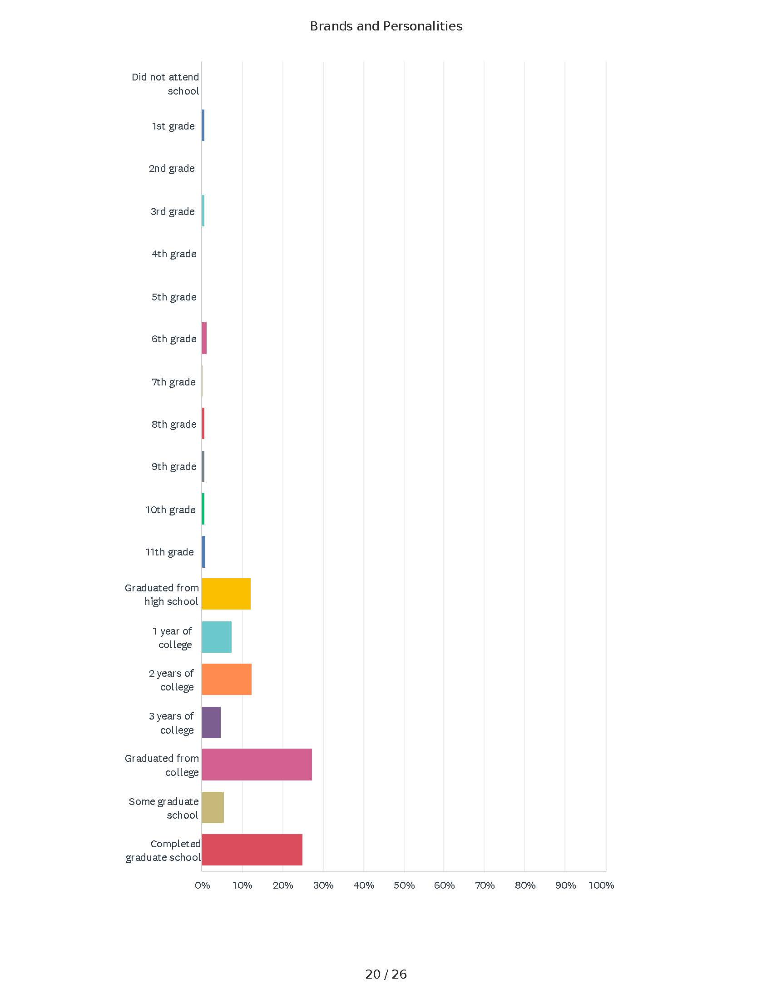 Brands and Personalities
Did not attend
school
1st grade
2nd grade
3rd grade
4th grade
5th grade
6th grade
7th grade
8th grade
9th grade
10th grade
11th grade
Graduated from
high school
1 year of
college
2 years of
college
3 years of
college
Graduated from
college
Some graduate
school
Completed
graduate school
0% 10% 20% 30% 40% 50% 60% 70% 80% 90% 100%
20 / 26